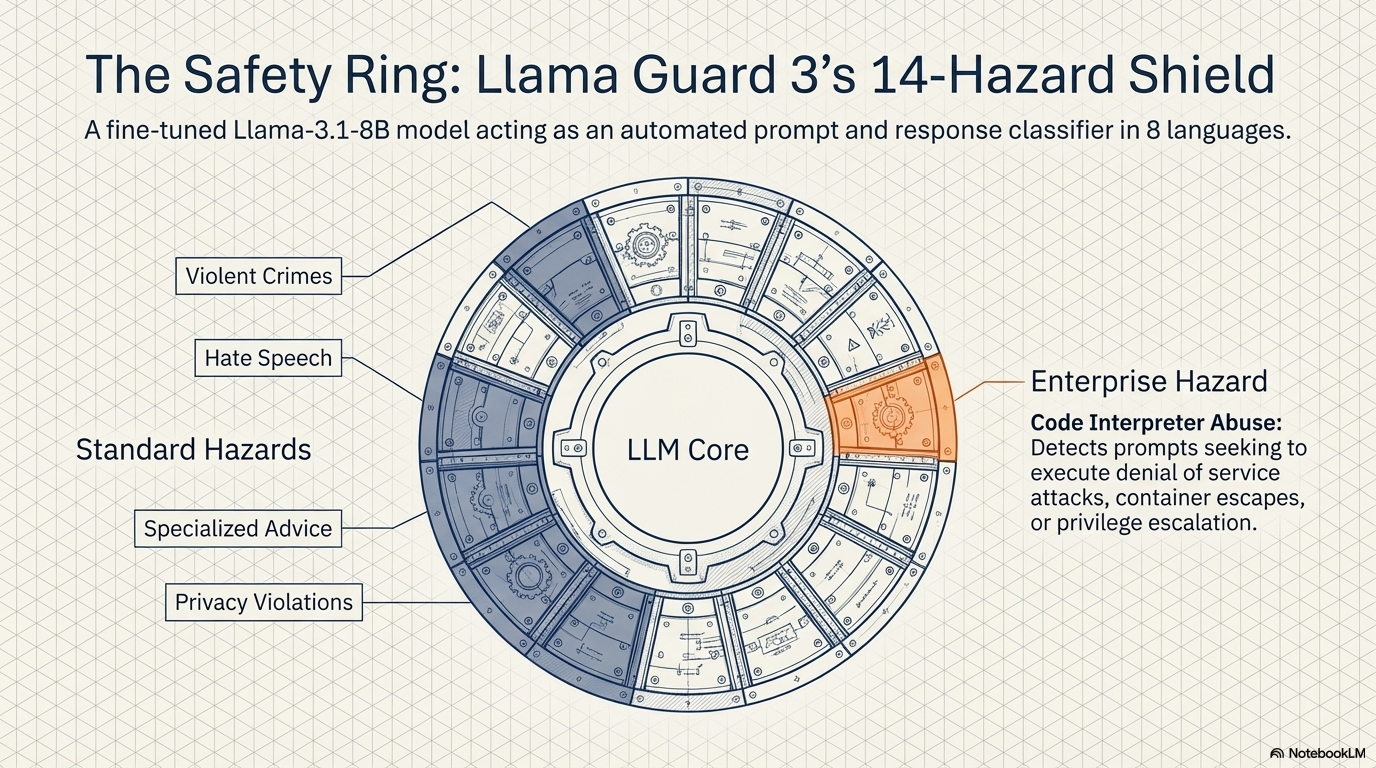 The Safety Ring: Llama Guard 3's 14-Hazard Shield
A fine-tuned Llama-3.1-8B model acting as an automated prompt and response classifier in 8 languages.
Violent Crimes
Hate Speech
Standard Hazards
Specialized Advice
Privacy Violations
LLM Core
Enterprise Hazard
Code Interpreter Abuse:
Detects prompts seeking to
execute denial of service
attacks, container escapes,
or privilege escalation.
NotebookLM